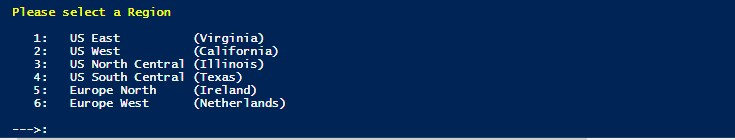 Please select a Region
1: US East (Virginia)
2: US West (California)
3: US North Central (Illinois)
4: US South Central (Texas)
5: Europe North (Ireland)
6: Europe West (Netherlands)
--->: